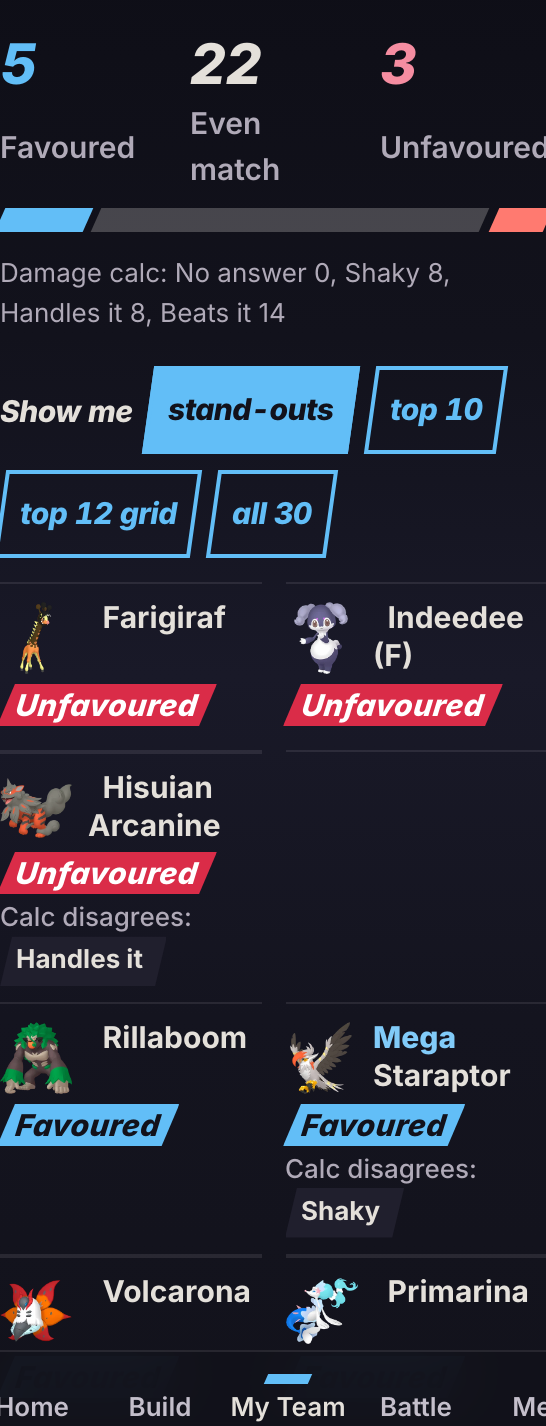 5 22 3
Favoured Even match Unfavoured
Damage calc: No answer 0, Shaky 8,
Handles it 8, Beats it 14
Show me stand-outs top 10
top 12 grid all 30
Farigiraf
Unfavoured
Indeedee
(F)
Unfavoured
Hisuian
Arcanine
Unfavoured
Calc disagrees:
Handles it
Rillaboom
Favoured
Mega
Staraptor
Favoured
Calc disagrees:
Shaky
Volcarona
Primarina
Favoured
Home Build My Team Battle Me